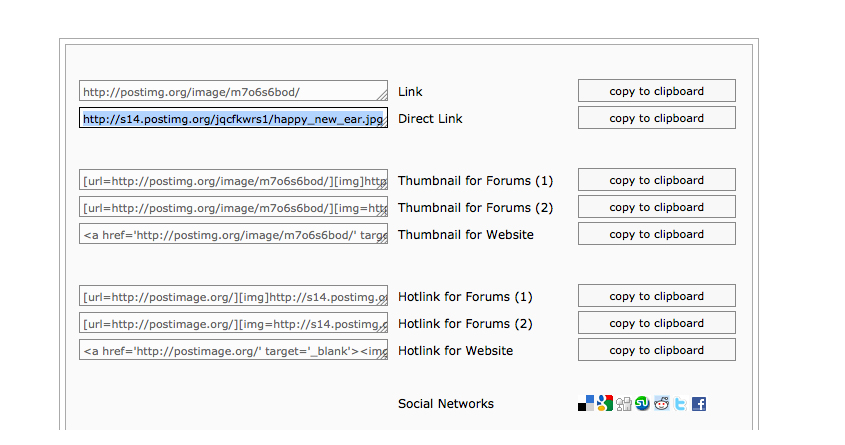 http://postimg.org/image/m7o6s6bod/ Link copy to clipboard
http://s14.postimg.org/jqcfkwrs1/happy_new_ear.jpg Direct Link copy to clipboard
[url=http://postimg.org/image/m7o6s6bod/][img]http Thumbnail for Forums (1) copy to clipboard
[url=http://postimg.org/image/m7o6s6bod/][img=http Thumbnail for Forums (2) copy to clipboard
<a href='http://postimg.org/image/m7o6s6bod/' targe Thumbnail for Website copy to clipboard
[url=http://postimage.org/][img]http://s14.postimg.o Hotlink for Forums (1) copy to clipboard
[url=http://postimage.org/][img=http://s14.postimg.o Hotlink for Forums (2) copy to clipboard
<a href='http://postimage.org/' target='_blank'><img Hotlink for Website copy to clipboard
Social Networks